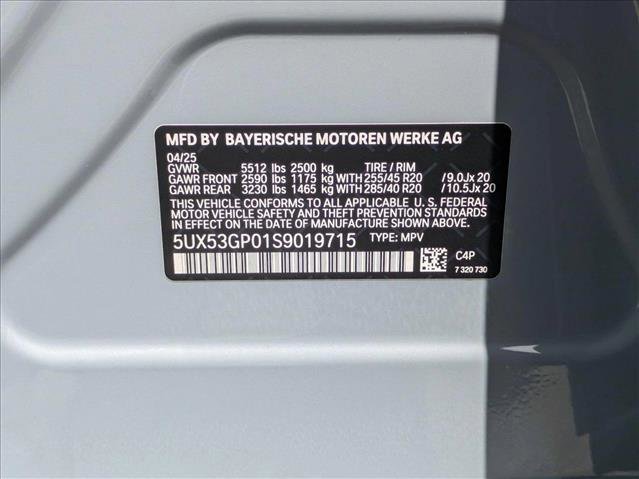 MFD BY BAYERISCHE MOTOREN WERKE AG
04/25
GVWR 5512 lbs 2500 kg TIRE / RIM
GAWR FRONT 2590 lbs 1175 kg WITH 255/45 R20 /9.0Jx 20
GAWR REAR 3230 lbs 1465 kg WITH 285/40 R20 /10.5Jx 20
THIS VEHICLE CONFORMS TO ALL APPLICABLE U. S. FEDERAL
MOTOR VEHICLE SAFETY AND THEFT PREVENTION STANDARDS
IN EFFECT ON THE DATE OF MANUFACTURE SHOWN ABOVE.
5UX53GP01S9019715 TYPE: MPV
C4P
7 320 730